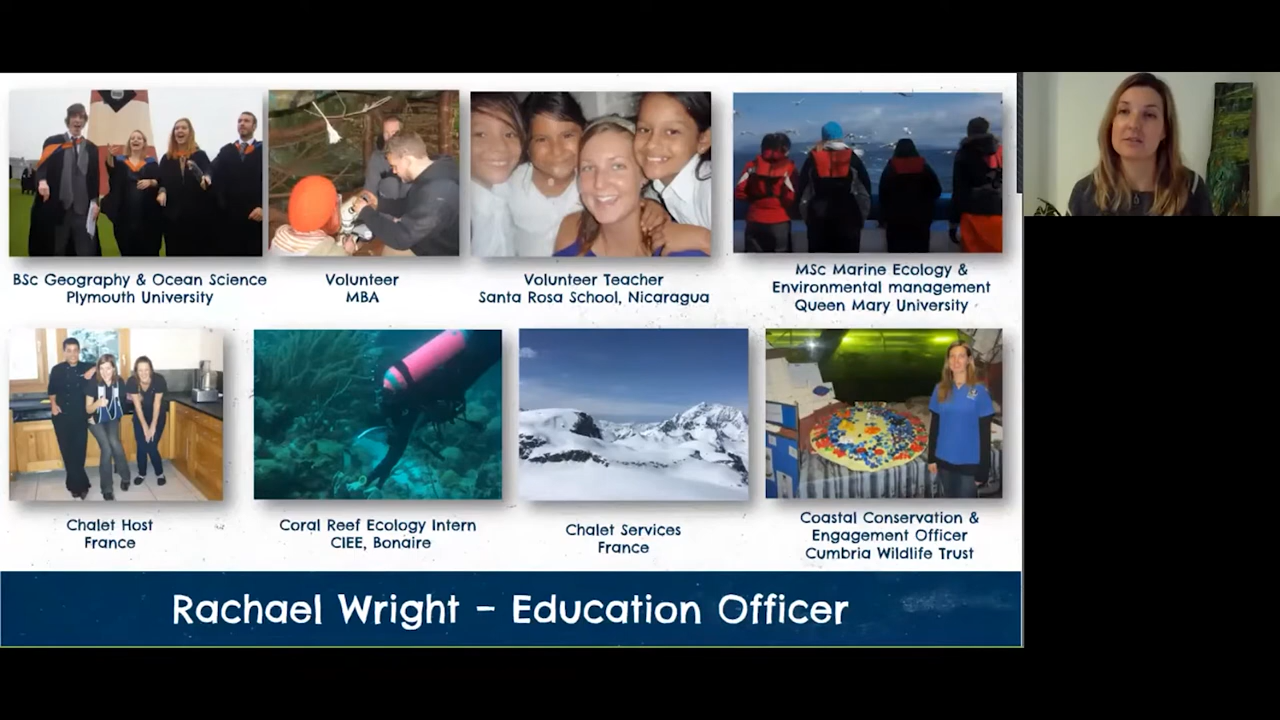 BSc Geography & Ocean Science
Plymouth University
Volunteer
MBA
Volunteer Teacher
Santa Rosa School, Nicaragua
MSc Marine Ecology &
Environmental management
Queen Mary University
Chalet Host
France
Coral Reef Ecology Intern
CIEE, Bonaire
Chalet Services
France
Coastal Conservation &
Engagement Officer
Cumbria Wildlife Trust
Rachael Wright – Education Officer